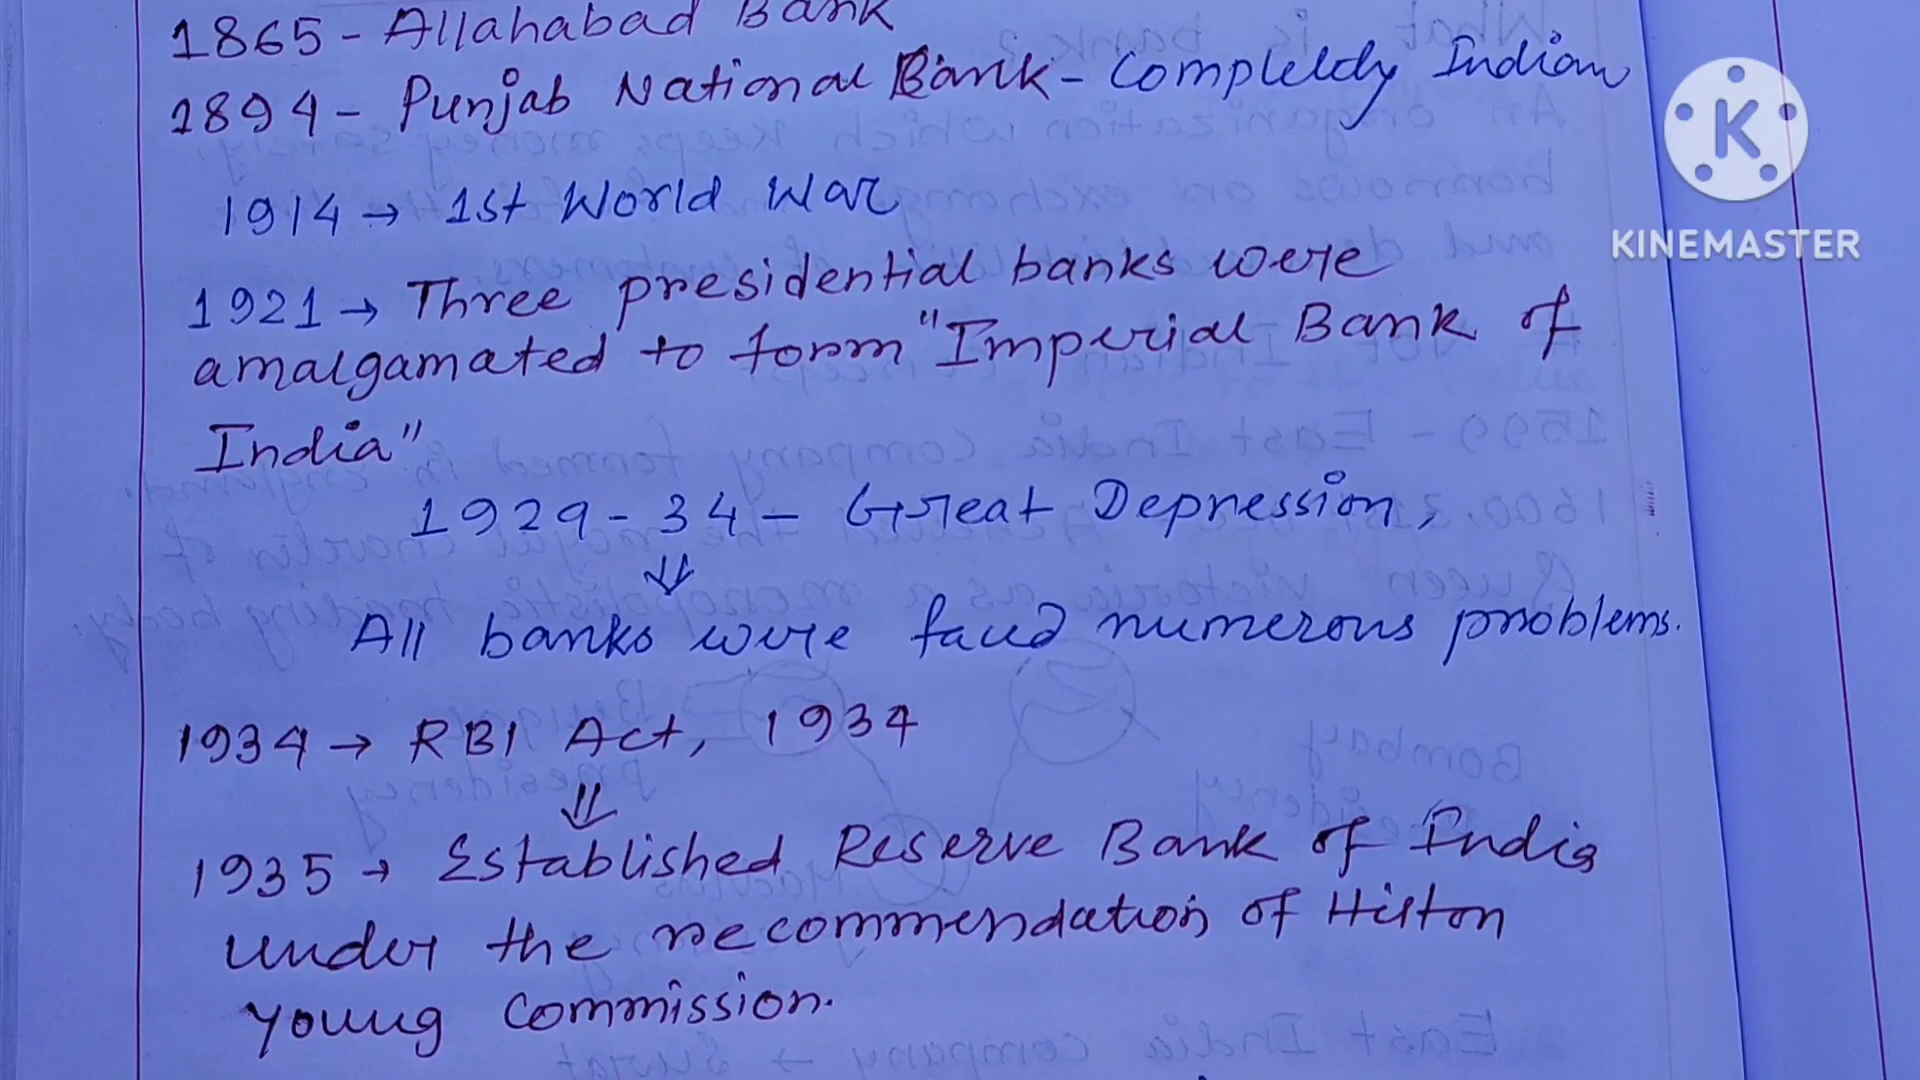 1865 - Allahabad Bank
1894 - Punjab National Bank - Completely Indian
1914 → 1st World War
1921 → Three presidential banks were
amalgamated to form "Imperial Bank of
India"
1929-34 - Great Depression,
⇓
All banks were faced numerous problems.
1934 → RBI Act, 1934
⇓
1935 → Established Reserve Bank of India
under the recommendation of Hilton
Young Commission.
K
KINEMASTER